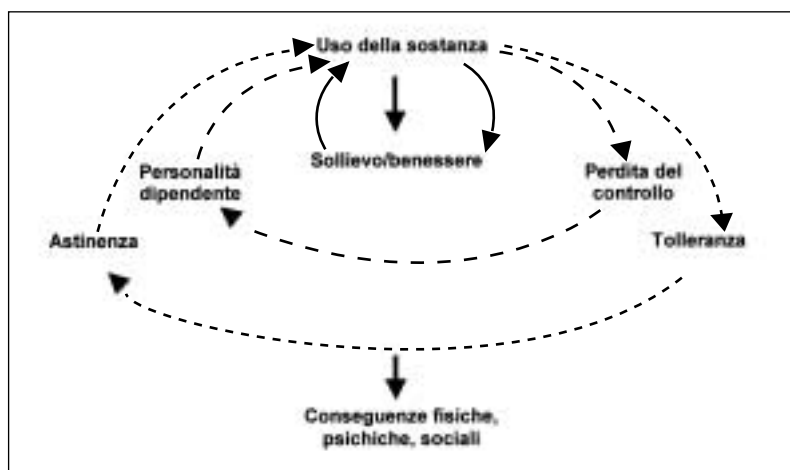 Uso della sostanza
Sollievo/benessere
Personalità
dipendente
Perdita del
controllo
Astinenza
Tolleranza
Conseguenze fisiche,
psichiche, sociali